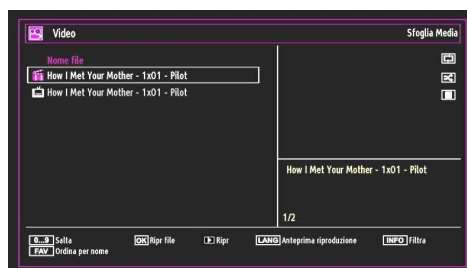 Video
Sfoglia Media
Nome file
How I Met Your Mother - 1x01 - Pilot
How I Met Your Mother - 1x01 - Pilot
How I Met Your Mother - 1x01 - Pilot
1/2
0...9 Salta
OK Ripr file
Ripr
LANG Anteprima riproduzione
INFO Filtra
FAV Ordina per nome